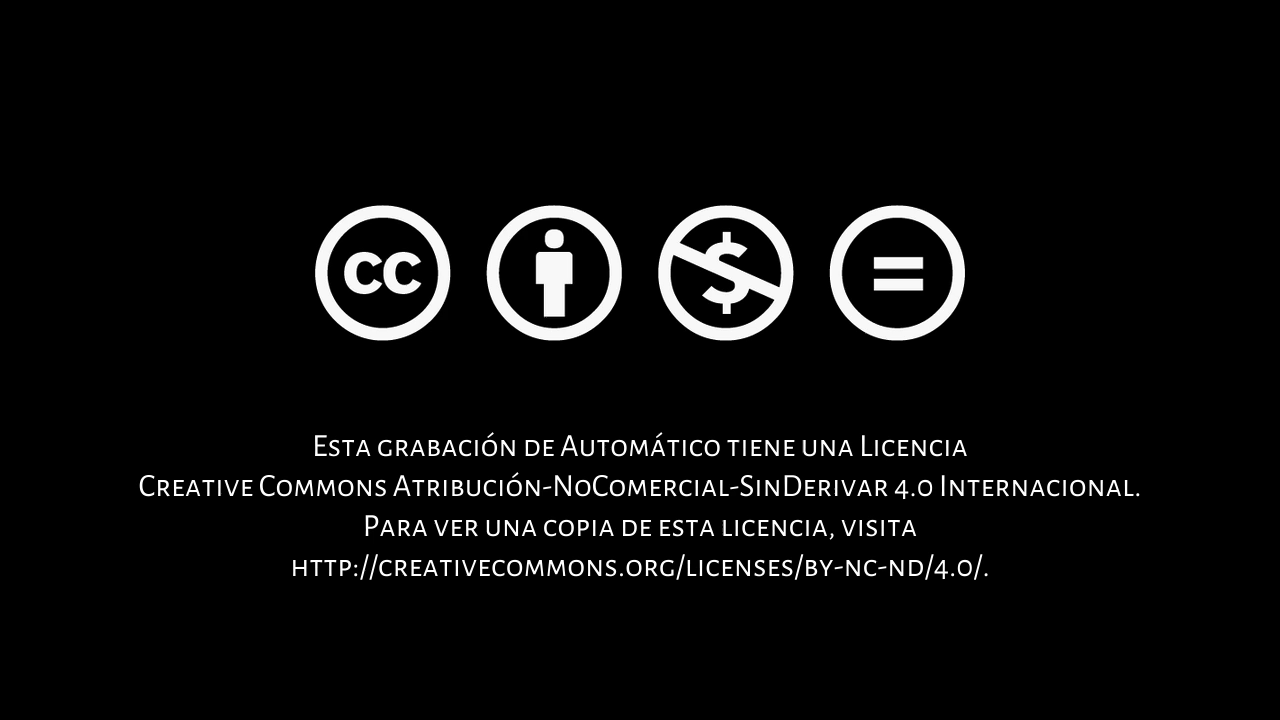 cc
$
=
Esta grabación de Automático tiene una Licencia
Creative Commons Atribución-NoComercial-SinDerivar 4.0 Internacional.
Para ver una copia de esta licencia, visita
http://creativecommons.org/licenses/by-nc-nd/4.0/.